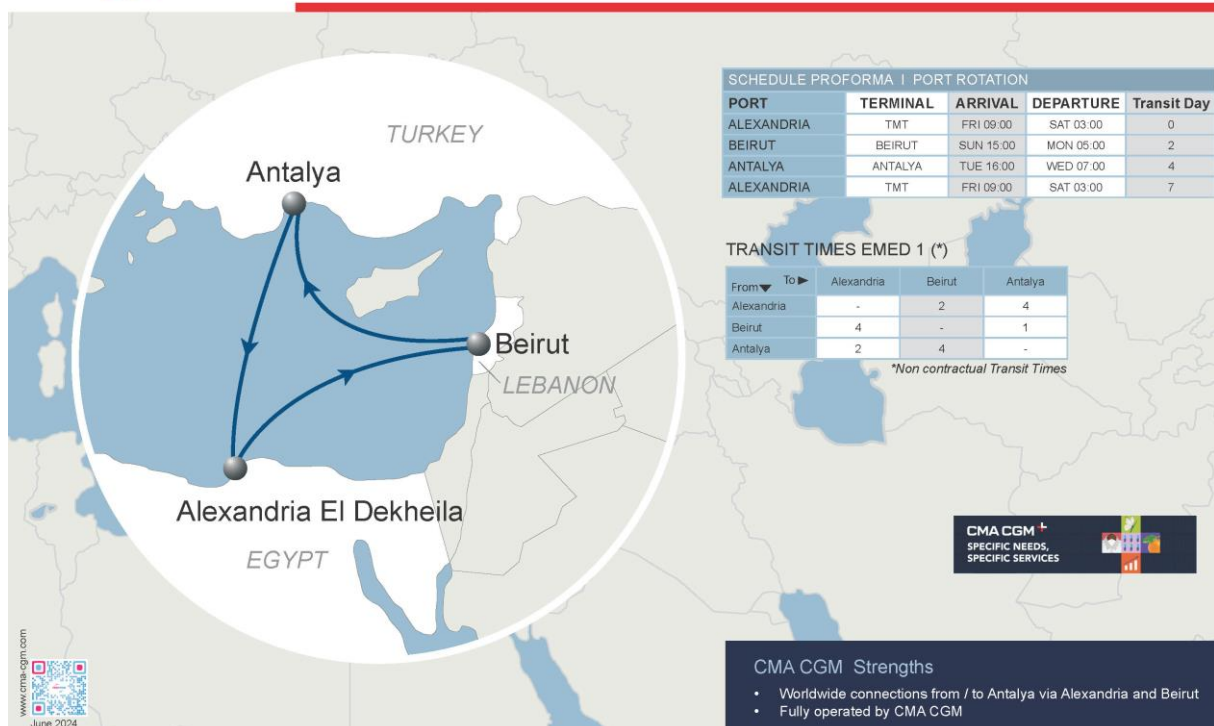 TURKEY
Antalya
Beirut
LEBANON
Alexandria El Dekheila
EGYPT
SCHEDULE PROFORMA I PORT ROTATION
PORT TERMINAL ARRIVAL DEPARTURE Transit Day
ALEXANDRIA TMT FRI 09:00 SAT 03:00 0
BEIRUT BEIRUT SUN 15:00 MON 05:00 2
ANTALYA ANTALYA TUE 16:00 WED 07:00 4
ALEXANDRIA TMT FRI 09:00 SAT 03:00 7
TRANSIT TIMES EMED 1 (*)
From▼ To► Alexandria Beirut Antalya
Alexandria - 2 4
Beirut 4 - 1
Antalya 2 4 -
*Non contractual Transit Times
CMA CGM +
SPECIFIC NEEDS,
SPECIFIC SERVICES
CMA CGM Strengths
• Worldwide connections from / to Antalya via Alexandria and Beirut
• Fully operated by CMA CGM
www.cma-cgm.com
June 2024